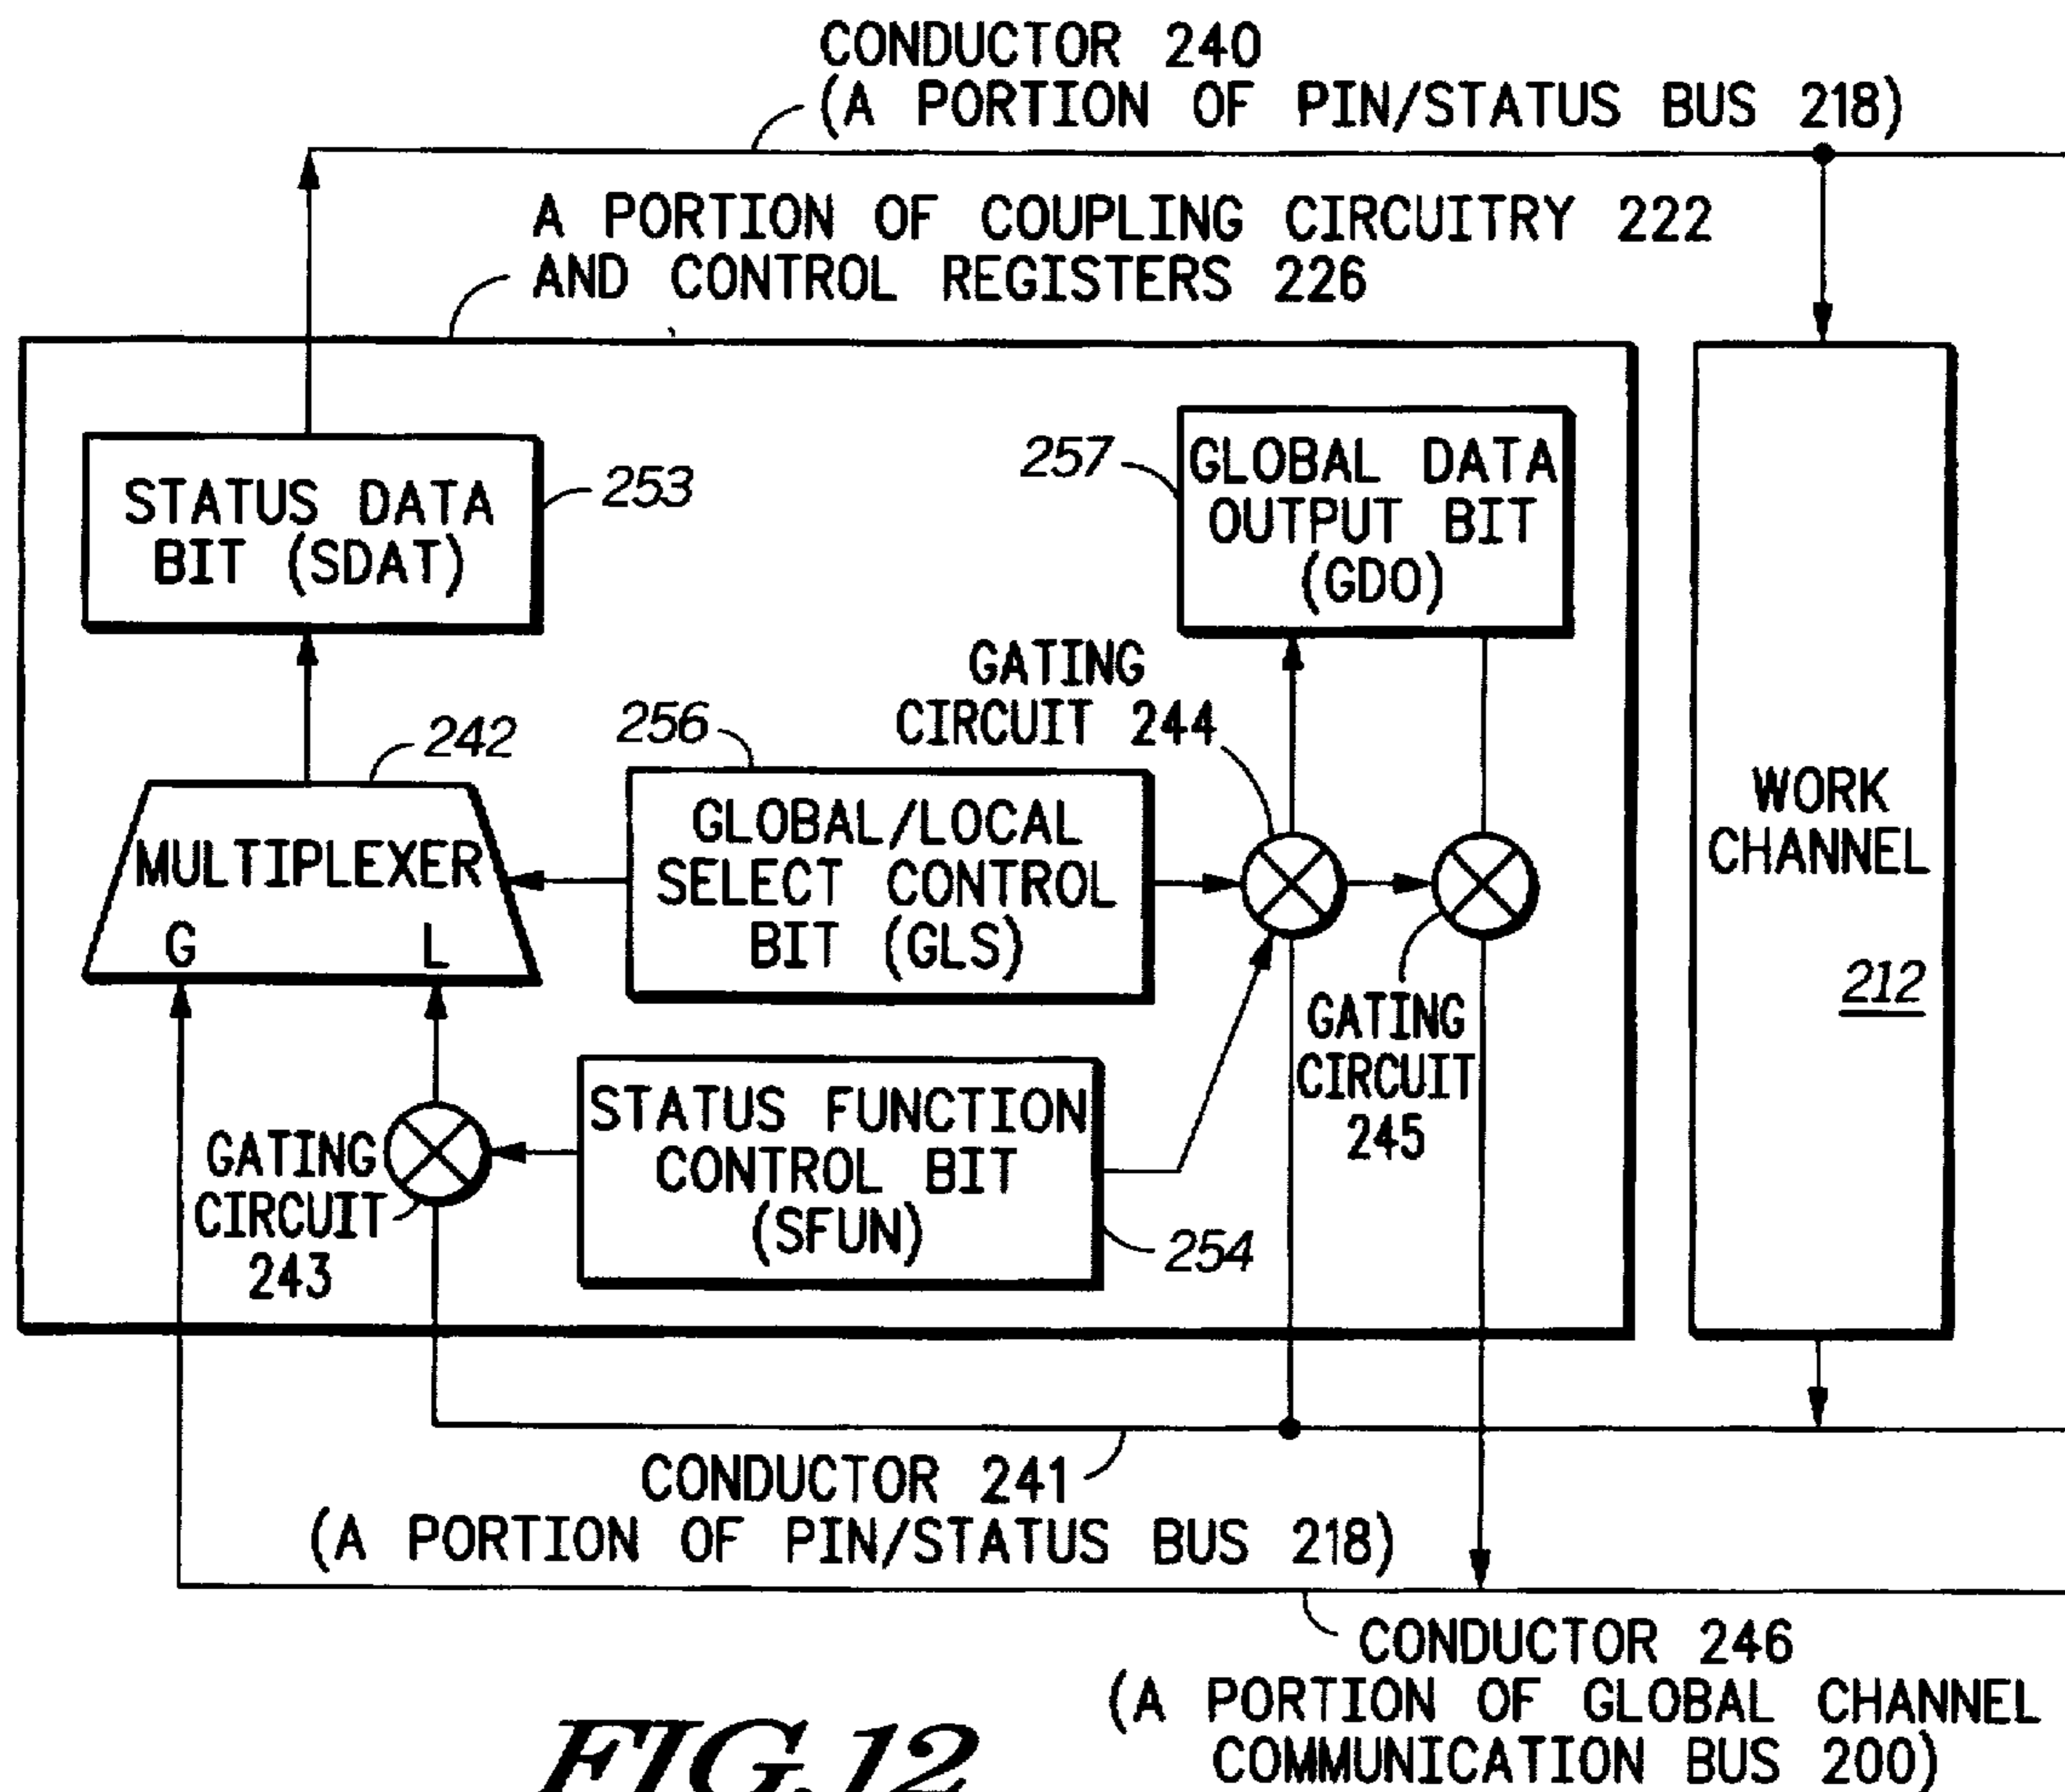 CONDUCTOR 240
(A PORTION OF PIN/STATUS BUS 218)
A PORTION OF COUPLING CIRCUITRY 222
AND CONTROL REGISTERS 226
STATUS DATA
BIT (SDAT)
253
257
GLOBAL DATA
OUTPUT BIT
(GDO)
GATING
CIRCUIT 244
242
256
MULTIPLEXER
G L
GLOBAL/LOCAL
SELECT CONTROL
BIT (GLS)
WORK
CHANNEL
212
GATING
CIRCUIT
245
GATING
CIRCUIT
243
STATUS FUNCTION
CONTROL BIT
(SFUN)
254
CONDUCTOR 241
(A PORTION OF PIN/STATUS BUS 218)
CONDUCTOR 246
(A PORTION OF GLOBAL CHANNEL
COMMUNICATION BUS 200)
FIG.12